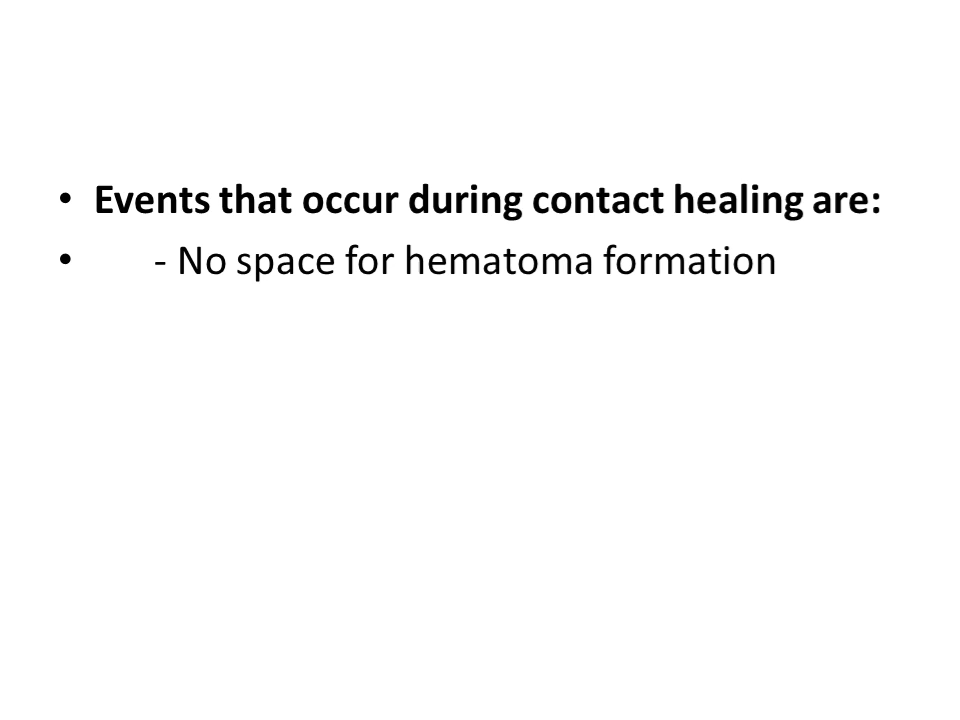 • Events that occur during contact healing are:
• - No space for hematoma formation